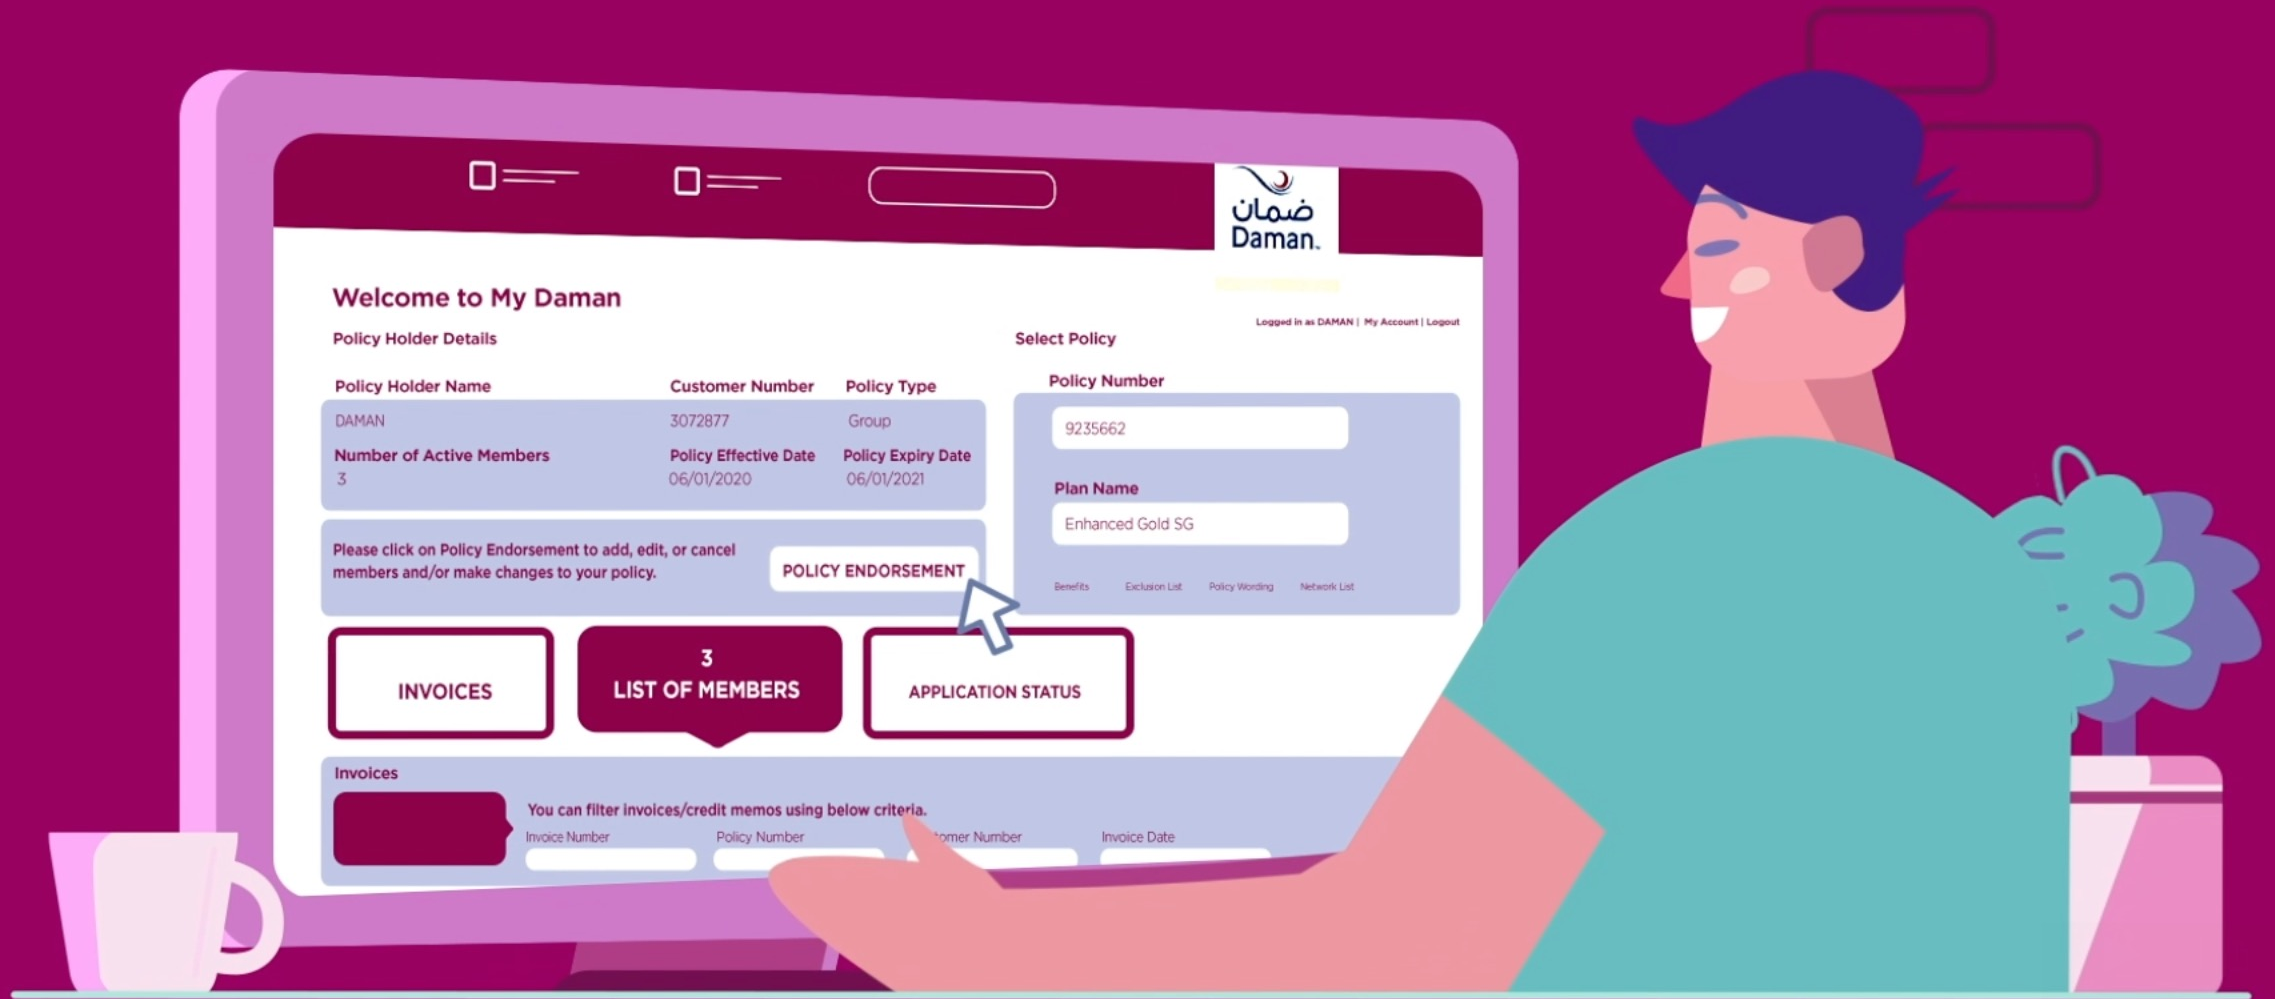 ضمان
Daman
Welcome to My Daman
Logged in as DAMAN | My Account | Logout
Policy Holder Details
Select Policy
Policy Holder Name
Customer Number
Policy Type
Policy Number
DAMAN
3072877
Group
9235662
Number of Active Members
Policy Effective Date
Policy Expiry Date
3
06/01/2020
06/01/2021
Plan Name
Enhanced Gold SG
Please click on Policy Endorsement to add, edit, or cancel
members and/or make changes to your policy.
POLICY ENDORSEMENT
Benefits
Exclusion List
Policy Wording
Network List
INVOICES
3
LIST OF MEMBERS
APPLICATION STATUS
Invoices
You can filter invoices/credit memos using below criteria.
Invoice Number
Policy Number
tomer Number
Invoice Date